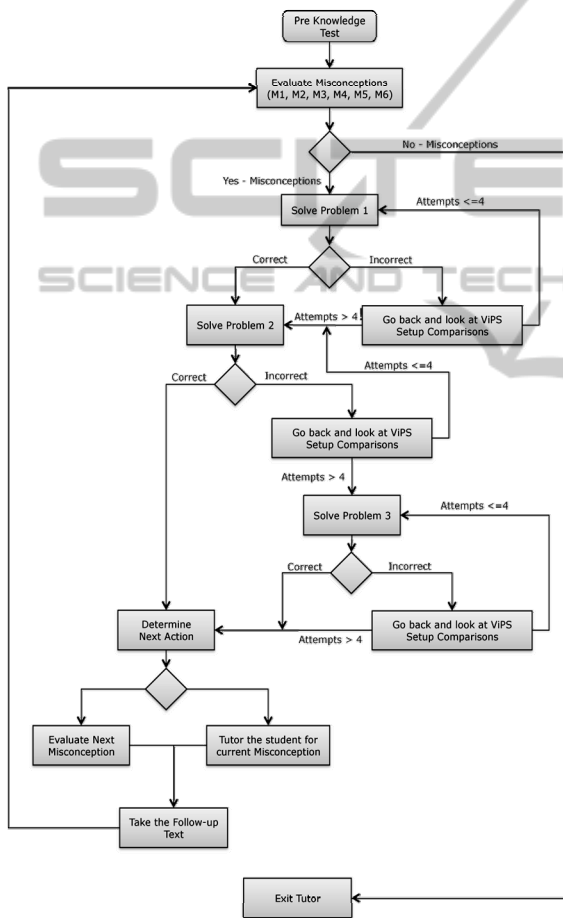 Pre Knowledge
Test
Evaluate Misconceptions
(M1, M2, M3, M4, M5, M6)
No - Misconceptions
Yes - Misconceptions
Solve Problem 1
Attempts <=4
Correct
Incorrect
SCITE
SCIENCE AND TECH
Solve Problem 2
Attempts > 4
Go back and look at ViPS
Setup Comparisons
Attempts <=4
Correct
Incorrect
Go back and look at ViPS
Setup Comparisons
Attempts > 4
Solve Problem 3
Attempts <=4
Correct
Incorrect
Go back and look at ViPS
Setup Comparisons
Determine
Next Action
Attempts > 4
Evaluate Next
Misconception
Tutor the student for
current Misconception
Take the Follow-up
Text
Exit Tutor